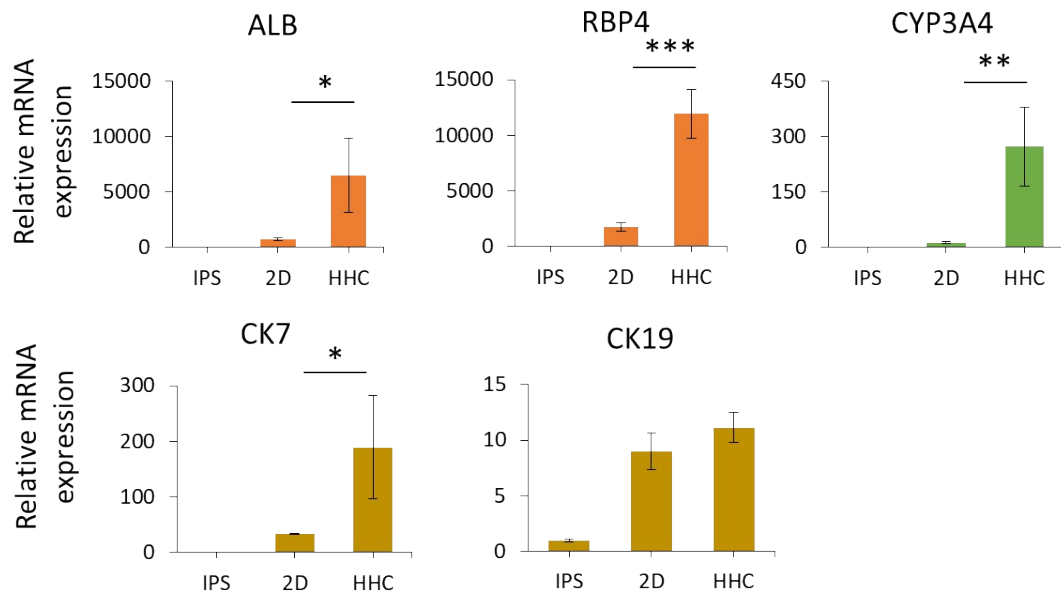 ALB
RBP4
CYP3A4
Relative mRNA
expression
*
15000
10000
5000
0
IPS 2D HHC
***
15000
10000
5000
0
IPS 2D HHC
**
450
300
150
0
IPS 2D HHC
CK7
CK19
Relative mRNA
expression
*
300
200
100
0
IPS 2D HHC
15
10
5
0
IPS 2D HHC